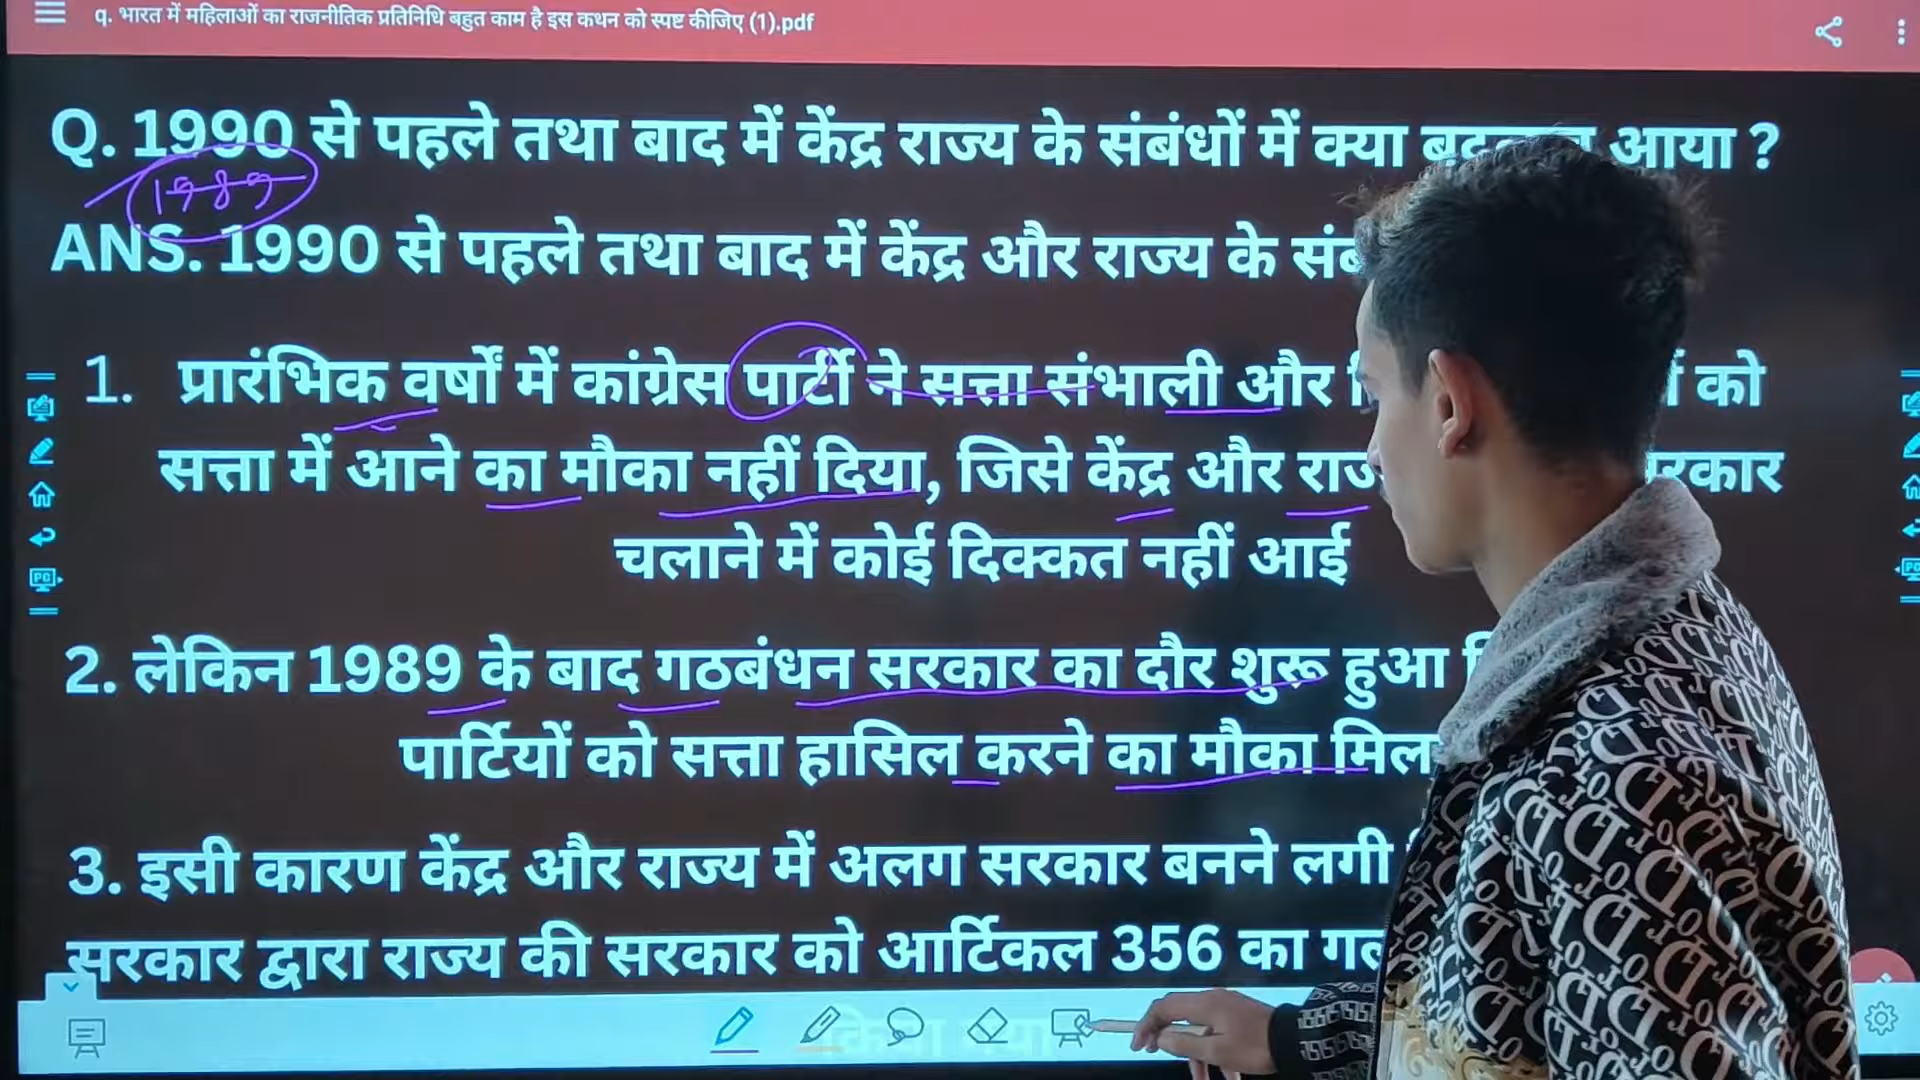 q. भारत में महिलाओं का राजनीतिक प्रतिनिधि बहुत काम है इस कथन को स्पष्ट कीजिए (1).pdf
Q. 1990 से पहले तथा बाद में केंद्र राज्य के संबंधों में क्या आया ?
1989
ANS. 1990 से पहले तथा बाद में केंद्र और राज्य के
1. प्रारंभिक वर्षों में कांग्रेस पार्टी ने सत्ता संभाली और को
सत्ता में आने का मौका नहीं दिया, जिसे केंद्र और
चलाने में कोई दिक्कत नहीं आई
2. लेकिन 1989 के बाद गठबंधन सरकार का दौर शुरू हुआ
पार्टियों को सत्ता हासिल करने का मौका
3. इसी कारण केंद्र और राज्य में अलग सरकार बनने लगी
सरकार द्वारा राज्य की सरकार को आर्टिकल 356 का